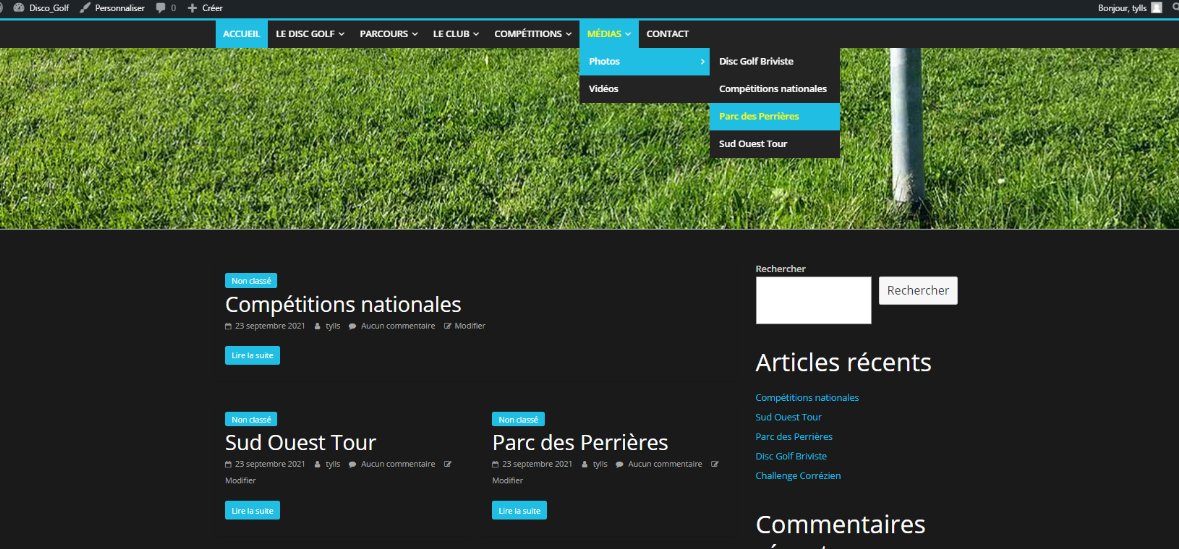 Disco_Golf Personnaliser 0 Créer Bonjour, tylls
ACCUEIL LE DISC GOLF PARCOURS LE CLUB COMPÉTITIONS MÉDIAS CONTACT
Photos
Vidéos
Disc Golf Briviste
Compétitions nationales
Parc des Perrières
Sud Ouest Tour
Non classé
Compétitions nationales
23 septembre 2021 tylls Aucun commentaire Modifier
Lire la suite
Non classé
Sud Ouest Tour
23 septembre 2021 tylls Aucun commentaire
Modifier
Lire la suite
Non classé
Parc des Perrières
23 septembre 2021 tylls Aucun commentaire
Modifier
Lire la suite
Rechercher
Rechercher
Articles récents
Compétitions nationales
Sud Ouest Tour
Parc des Perrières
Disc Golf Briviste
Challenge Corrézien
Commentaires